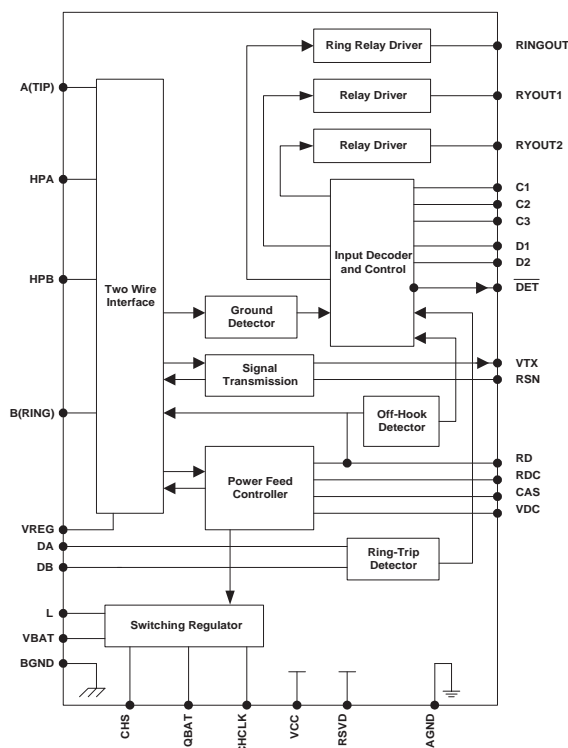 Ring Relay Driver
RINGOUT
A(TIP)
Relay Driver
RYOUT1
Relay Driver
RYOUT2
HPA
C1
C2
C3
Input Decoder
and Control
D1
D2
HPB
Two Wire
Interface
DET
Ground
Detector
Signal
Transmission
VTX
RSN
B(RING)
Off-Hook
Detector
Power Feed
Controller
RD
RDC
CAS
VDC
VREG
DA
DB
Ring-Trip
Detector
L
VBAT
Switching Regulator
BGND
CHS
QBAT
CHCLK
VCC
RSVD
AGND